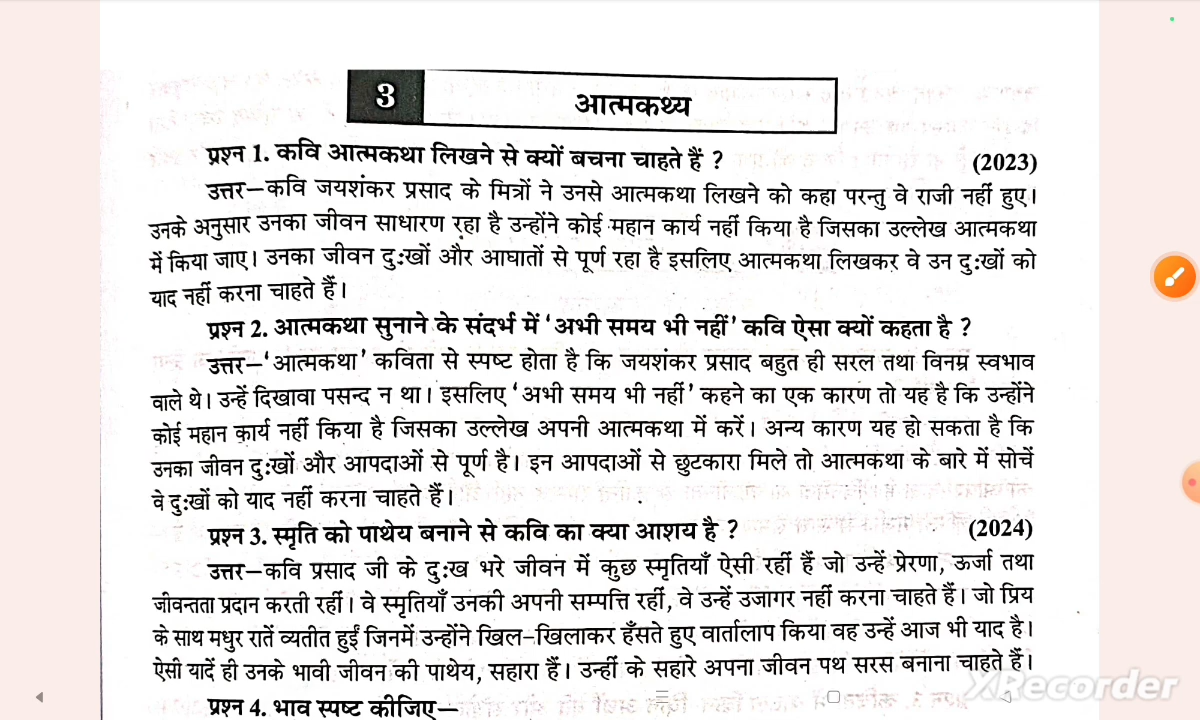 3
आत्मकथ्य
प्रश्न 1. कवि आत्मकथा लिखने से क्यों बचना चाहते हैं ? (2023)
उत्तर–कवि जयशंकर प्रसाद के मित्रों ने उनसे आत्मकथा लिखने को कहा परन्तु वे राजी नहीं हुए।
उनके अनुसार उनका जीवन साधारण रहा है उन्होंने कोई महान कार्य नहीं किया है जिसका उल्लेख आत्मकथा
में किया जाए। उनका जीवन दु:खों और आघातों से पूर्ण रहा है इसलिए आत्मकथा लिखकर वे उन दु:खों को
याद नहीं करना चाहते हैं।
प्रश्न 2. आत्मकथा सुनाने के संदर्भ में ‘अभी समय भी नहीं’ कवि ऐसा क्यों कहता है ?
उत्तर–‘आत्मकथा’ कविता से स्पष्ट होता है कि जयशंकर प्रसाद बहुत ही सरल तथा विनम्र स्वभाव
वाले थे। उन्हें दिखावा पसन्द न था। इसलिए ‘अभी समय भी नहीं’ कहने का एक कारण तो यह है कि उन्होंने
कोई महान कार्य नहीं किया है जिसका उल्लेख अपनी आत्मकथा में करें। अन्य कारण यह हो सकता है कि
उनका जीवन दु:खों और आपदाओं से पूर्ण है। इन आपदाओं से छुटकारा मिले तो आत्मकथा के बारे में सोचें
वे दु:खों को याद नहीं करना चाहते हैं।
प्रश्न 3. स्मृति को पाथेय बनाने से कवि का क्या आशय है ? (2024)
उत्तर–कवि प्रसाद जी के दु:ख भरे जीवन में कुछ स्मृतियाँ ऐसी रहीं हैं जो उन्हें प्रेरणा, ऊर्जा तथा
जीवन्तता प्रदान करती रहीं। वे स्मृतियाँ उनकी अपनी सम्पत्ति रहीं, वे उन्हें उजागर नहीं करना चाहते हैं। जो प्रिय
के साथ मधुर रातें व्यतीत हुईं जिनमें उन्होंने खिल-खिलाकर हँसते हुए वार्तालाप किया वह उन्हें आज भी याद है।
ऐसी यादें ही उनके भावी जीवन की पाथेय, सहारा हैं। उन्हीं के सहारे अपना जीवन पथ सरस बनाना चाहते हैं।
प्रश्न 4. भाव स्पष्ट कीजिए–
XRecorder